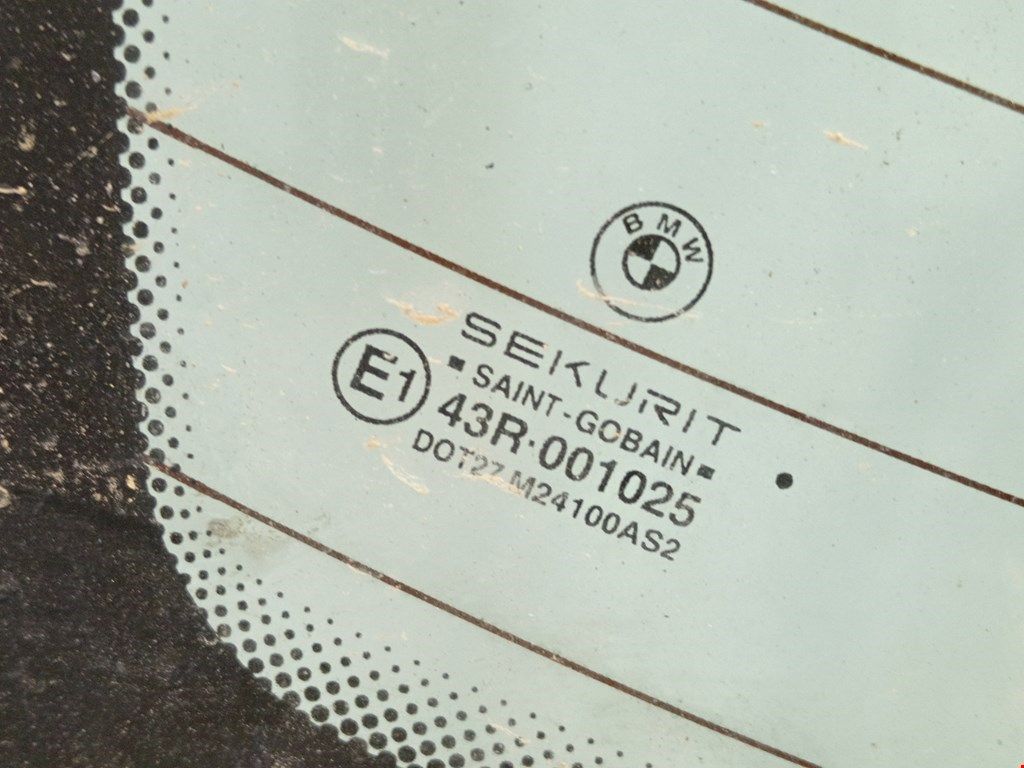 BMW
SEKURIT
SAINT-GOBAIN
E1
43R·001025
DOT27 M24100AS2